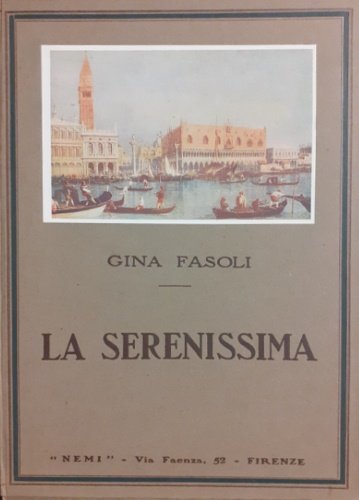 GINA FASOLI
LA SERENISSIMA
"NEMI" - Via Faenza, 52 - FIRENZE